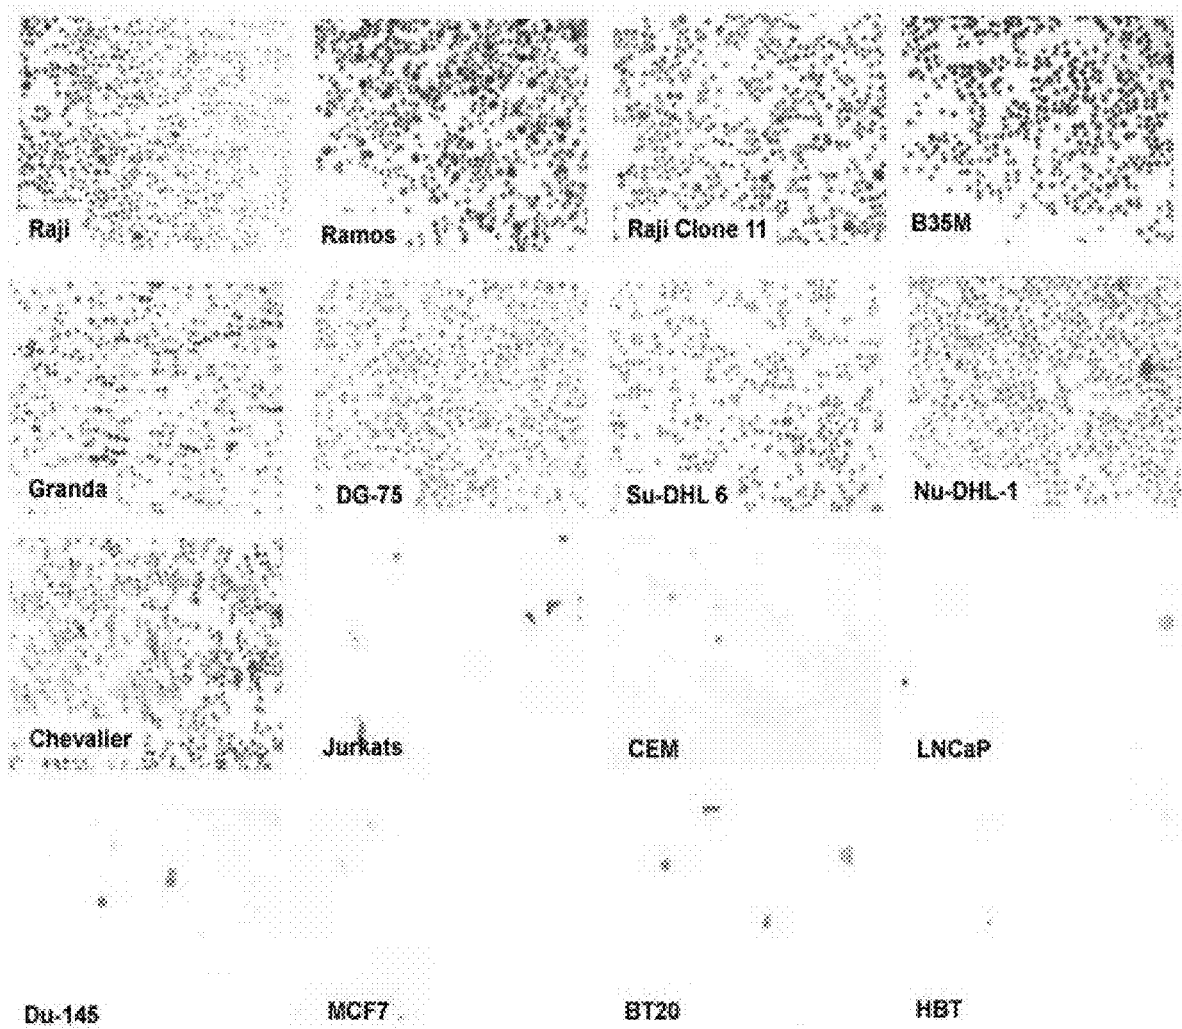 Raji
Ramos
Raji Clone 11
B35M
Granda
DG-75
Su-DHL 6
Nu-DHL-1
Chevalier
Jurkats
CEM
LNCaP
Du-145
MCF7
BT20
HBT